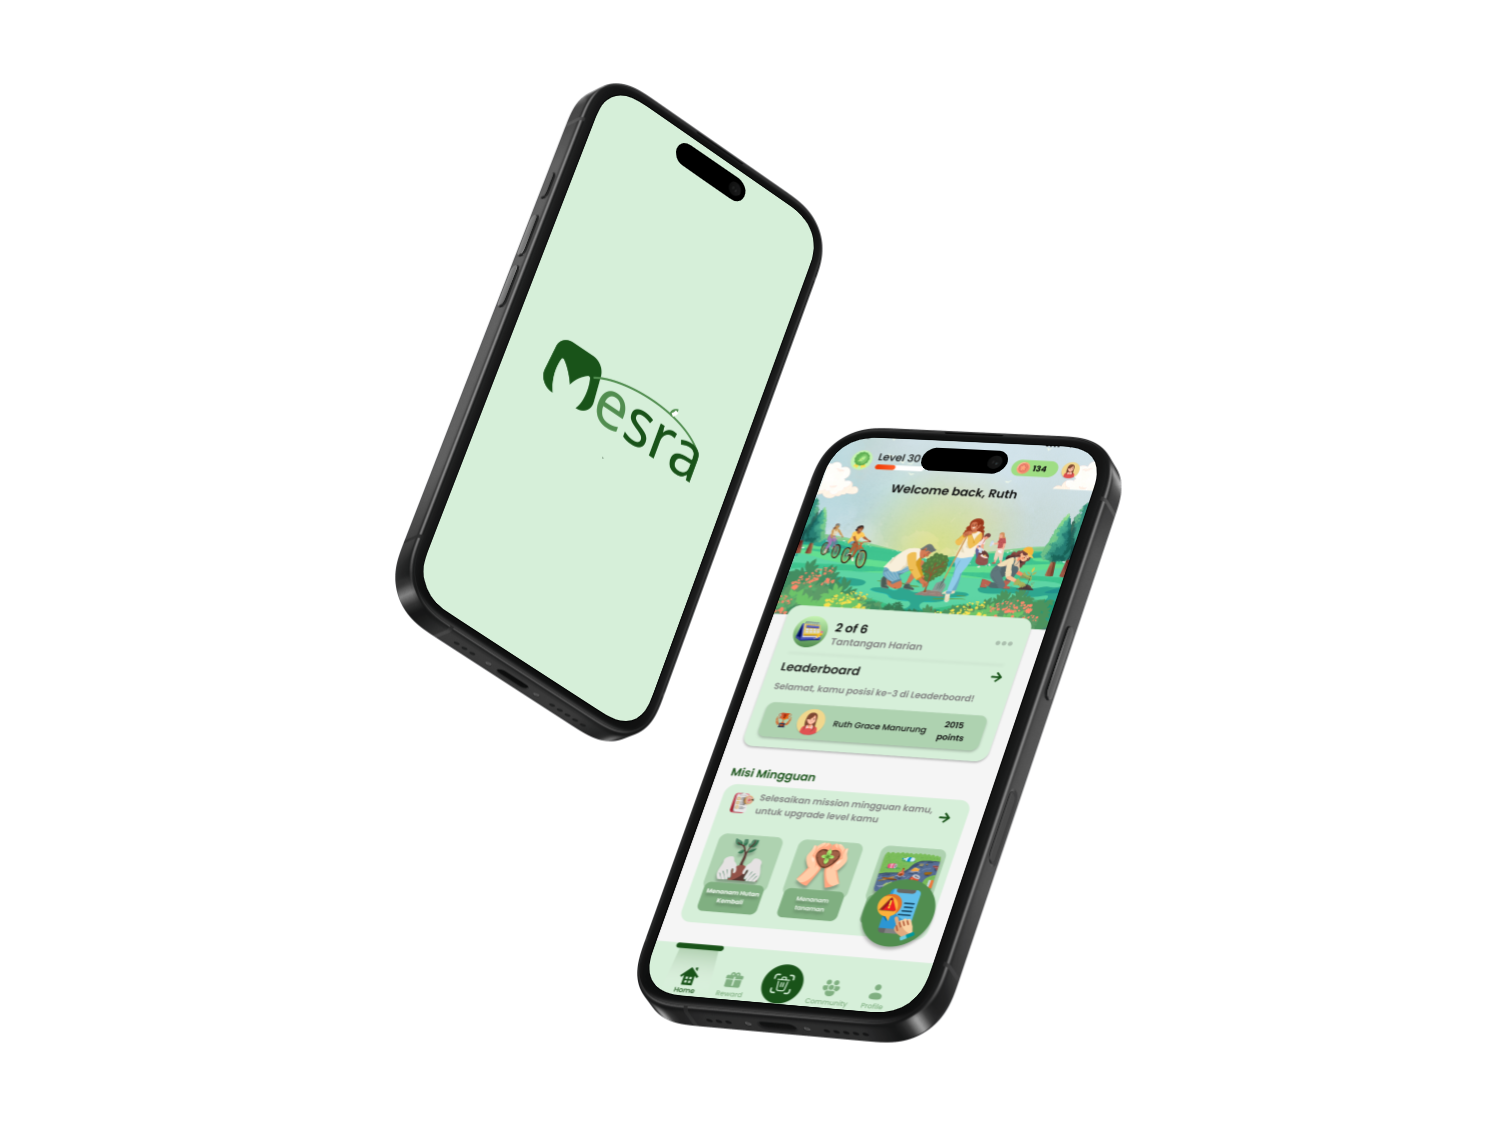 Mesra
Level 30
134
Welcome back, Ruth
2 of 6
Tantangan Harian
Leaderboard
Selamat, kamu posisi ke-3 di Leaderboard!
Ruth Grace Manurung
2015
points
Misi Mingguan
Selesaikan mission mingguan kamu,
untuk upgrade level kamu
Menanam Hutan
Kembali
Menanam
tanaman
Home
Reward
Community
Profile